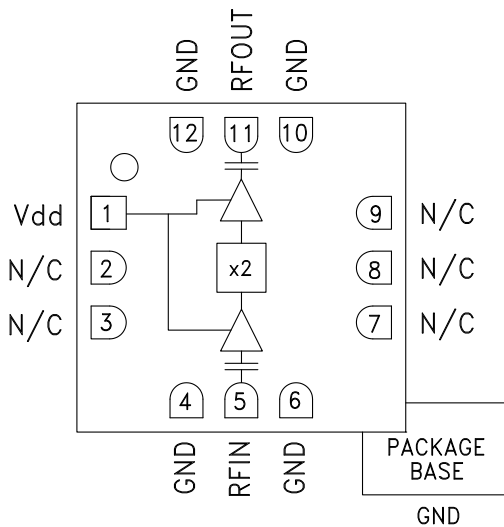 GND
RFOUT
GND
12
11
10
Vdd
1
9
N/C
N/C
2
x2
8
N/C
N/C
3
7
N/C
4
5
6
GND
RFIN
GND
PACKAGE
BASE
GND